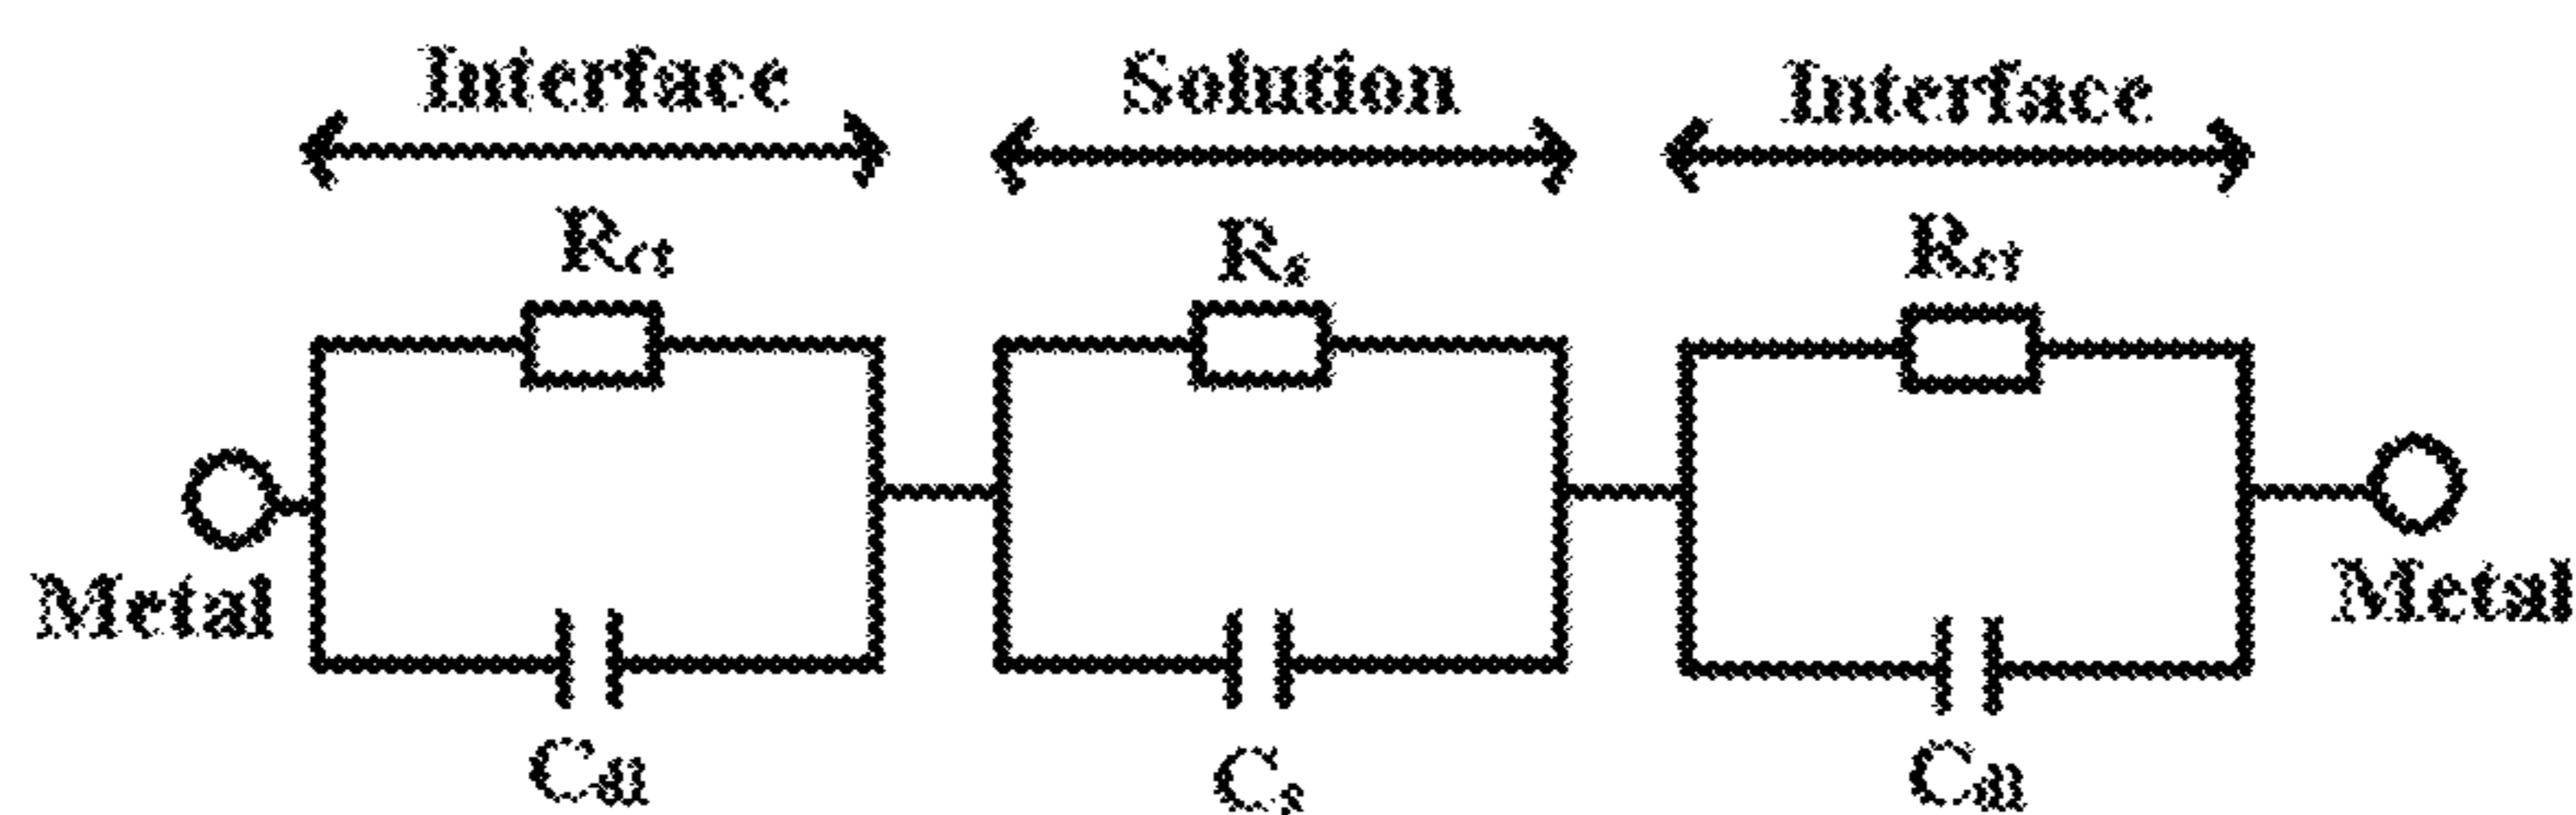 Interface Solution Interface
Rct Rs Rct
Metal Metal
Cdl Cs Cdl